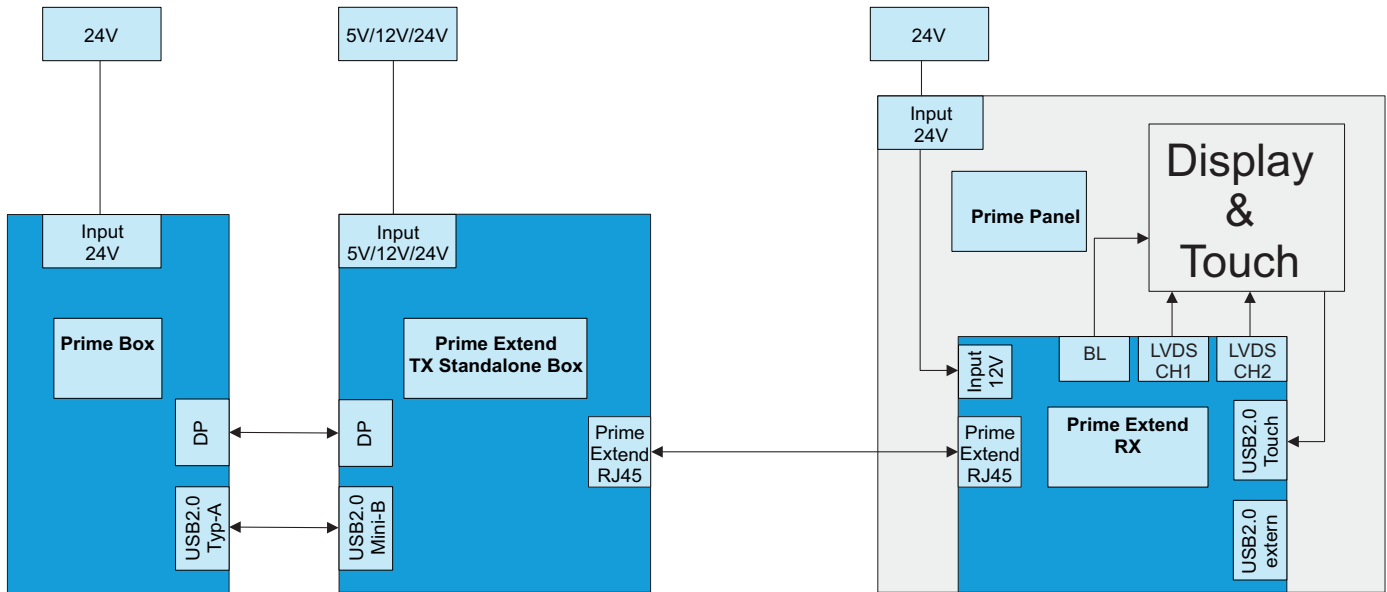 24V
5V/12V/24V
24V
Input
24V
Prime Box
DP
USB2.0
Typ-A
Input
5V/12V/24V
Prime Extend
TX Standalone Box
DP
USB2.0
Mini-B
Prime
Extend
RJ45
Input
24V
Prime Panel
Display
&
Touch
Input
12V
BL
LVDS
CH1
LVDS
CH2
Prime
Extend
RJ45
Prime Extend
RX
USB2.0
Touch
USB2.0
extern